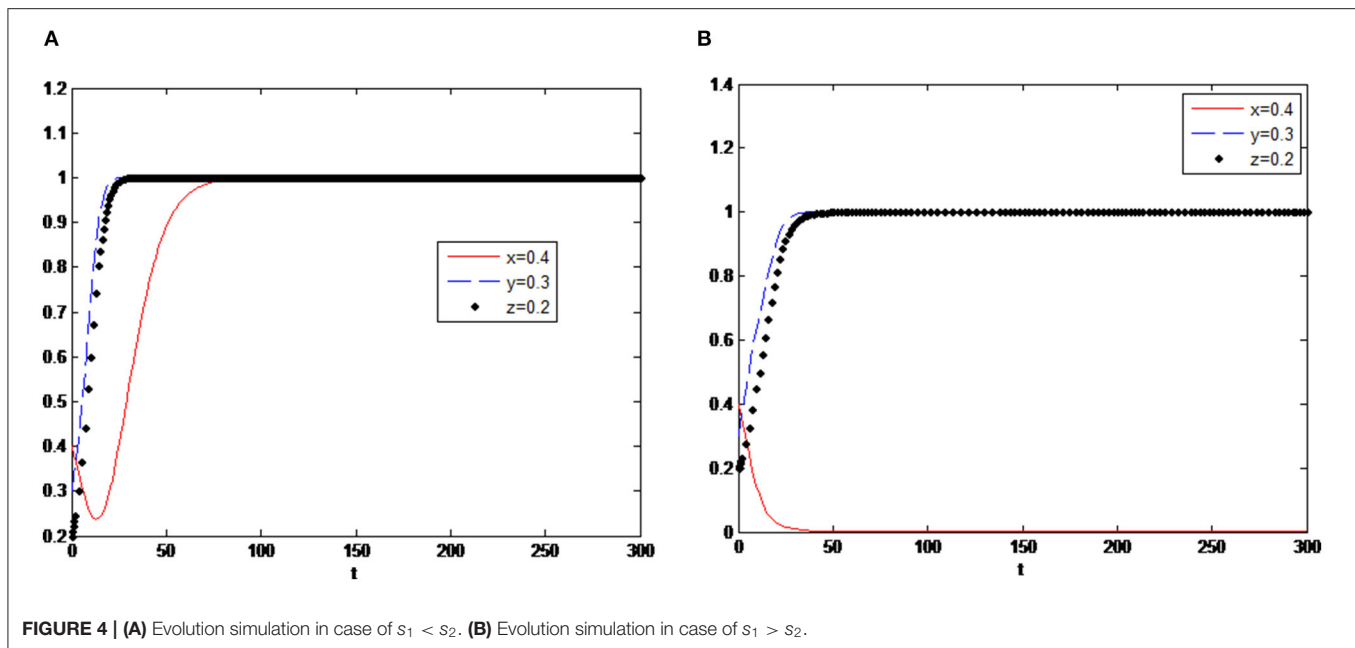 A
B
1.2
1.1
1
0.9
0.8
0.7
0.6
0.5
0.4
0.3
0.2
0 50 100 150 200 250 300
t
x=0.4
y=0.3
z=0.2
1.4
1.2
1
0.8
0.6
0.4
0.2
0
0 50 100 150 200 250 300
t
x=0.4
y=0.3
z=0.2
FIGURE 4 | (A) Evolution simulation in case of s₁ < s₂. (B) Evolution simulation in case of s₁ > s₂.